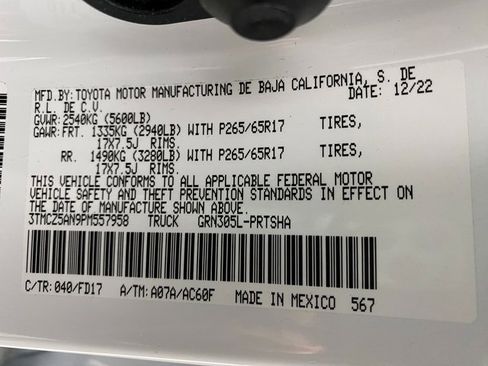 MFD.BY:TOYOTA MOTOR MANUFACTURING DE BAJA CALIFORNIA, S. DE
R.L. DE C.V. DATE: 12/22
GVWR:2540KG (5600LB)
GAWR:FRT. 1335KG (2940LB) WITH P265/65R17 TIRES,
17X7.5J RIMS.
RR. 1490KG (3280LB) WITH P265/65R17 TIRES,
17X7.5J RIMS.
THIS VEHICLE CONFORMS TO ALL APPLICABLE FEDERAL MOTOR
VEHICLE SAFETY AND THEFT PREVENTION STANDARDS IN EFFECT ON
THE DATE OF MANUFACTURE SHOWN ABOVE.
3TMCZ5AN9PM557958 TRUCK GRN305L-PRTSHA
C/TR:040/FD17 A/TM:A07A/AC60F MADE IN MEXICO 567